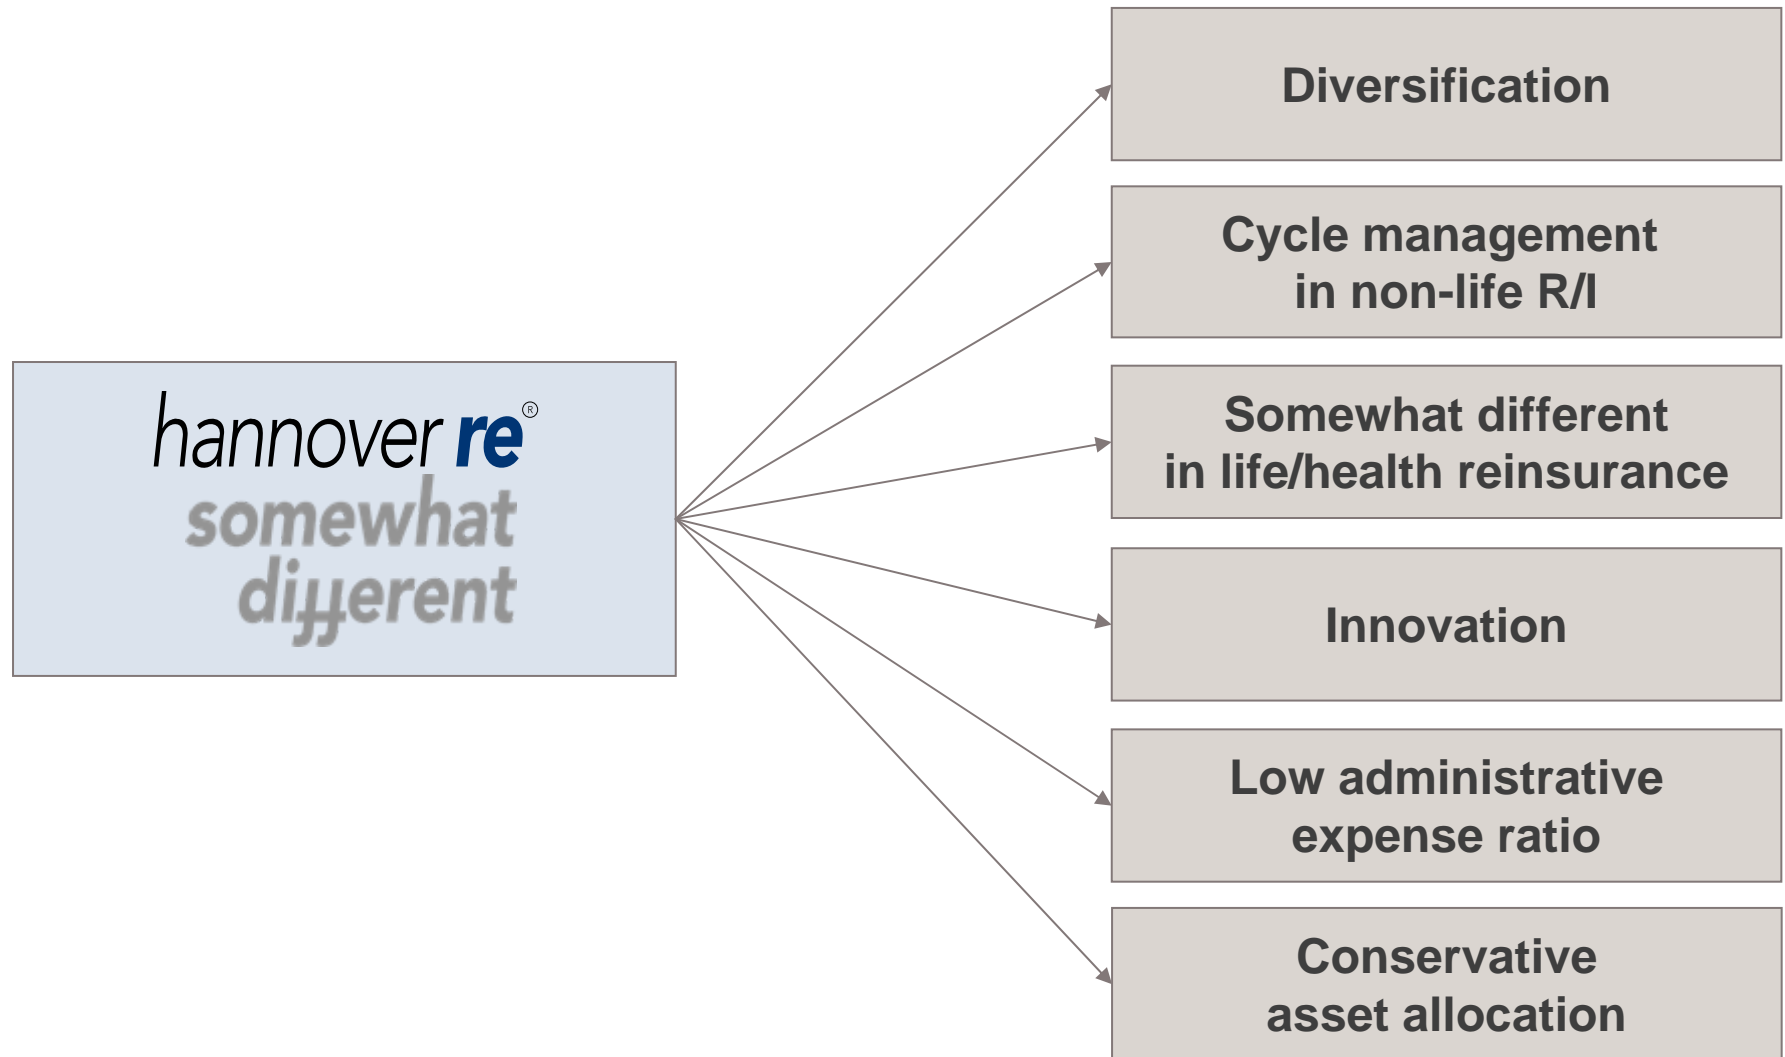 hannover re®
somewhat
different
Diversification
Cycle management
in non-life R/I
Somewhat different
in life/health reinsurance
Innovation
Low administrative
expense ratio
Conservative
asset allocation